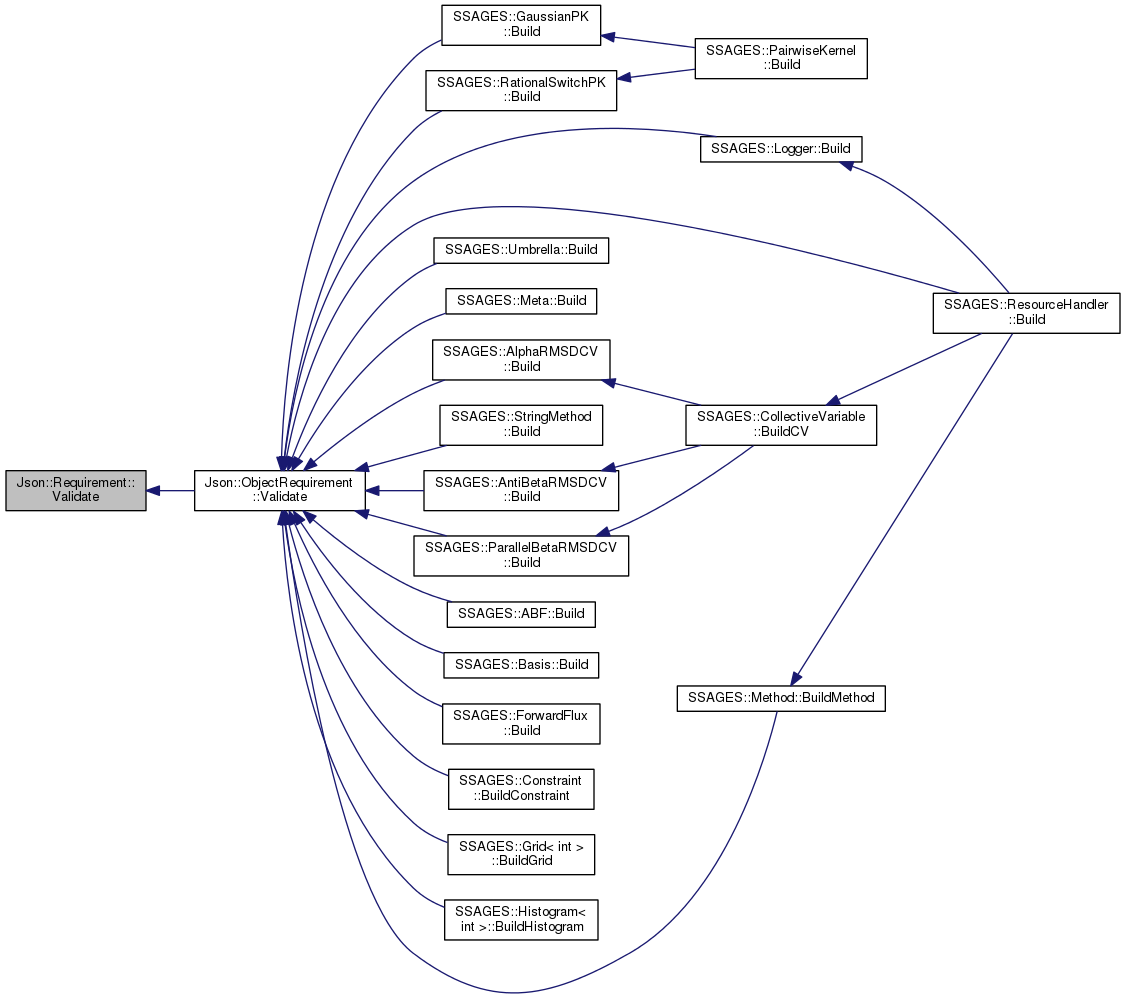 SSAGES::GaussianPK
::Build
SSAGES::PairwiseKernel
::Build
SSAGES::RationalSwitchPK
::Build
SSAGES::Logger::Build
SSAGES::Umbrella::Build
SSAGES::Meta::Build
SSAGES::ResourceHandler
::Build
SSAGES::AlphaRMSDCV
::Build
SSAGES::StringMethod
::Build
SSAGES::CollectiveVariable
::BuildCV
Json::Requirement::
Validate
Json::ObjectRequirement
::Validate
SSAGES::AntiBetaRMSDCV
::Build
SSAGES::ParallelBetaRMSDCV
::Build
SSAGES::ABF::Build
SSAGES::Basis::Build
SSAGES::Method::BuildMethod
SSAGES::ForwardFlux
::Build
SSAGES::Constraint
::BuildConstraint
SSAGES::Grid< int >
::BuildGrid
SSAGES::Histogram<
int >::BuildHistogram